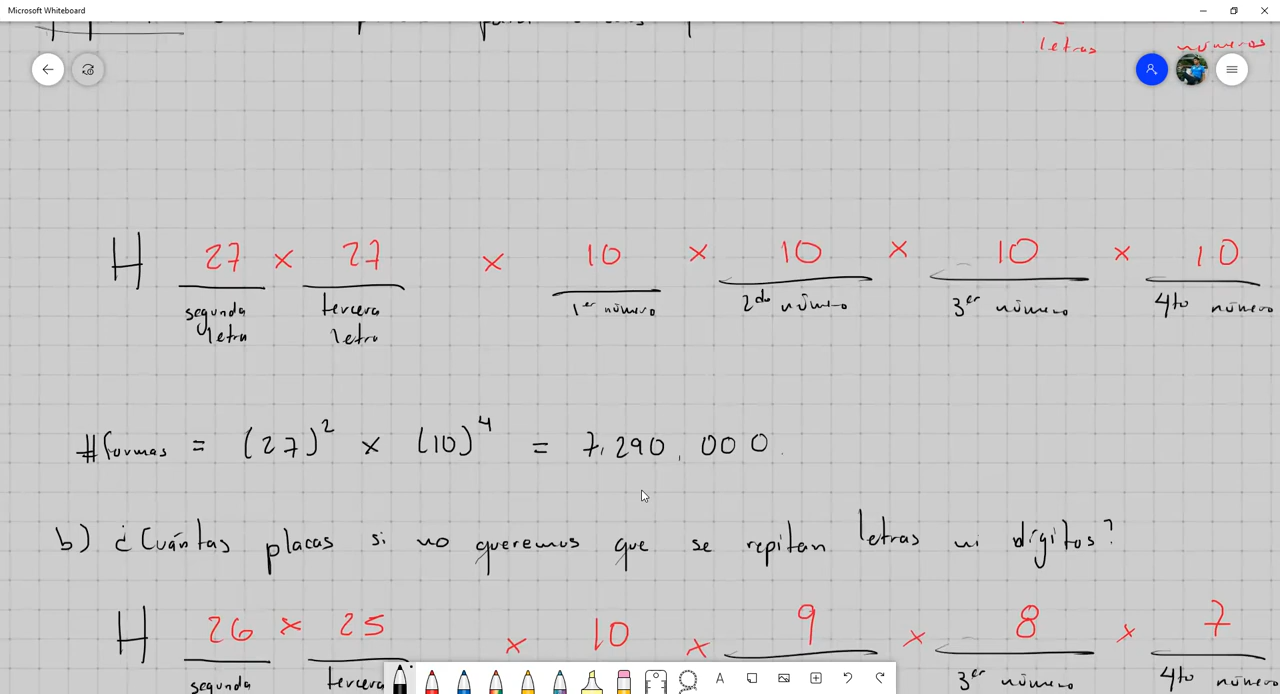 Microsoft Whiteboard
letras números
H 27 x 27 x 10 x 10 x 10 x 10
segunda letra tercera letra 1er número 2do número 3er número 4to número
#formas = (27)² x (10)⁴ = 7,290,000
b) ¿Cuántas placas si no queremos que se repitan letras ni dígitos?
H 26 x 25 x 10 x 9 x 8 x 7
segunda tercera 3er número 4to número
A